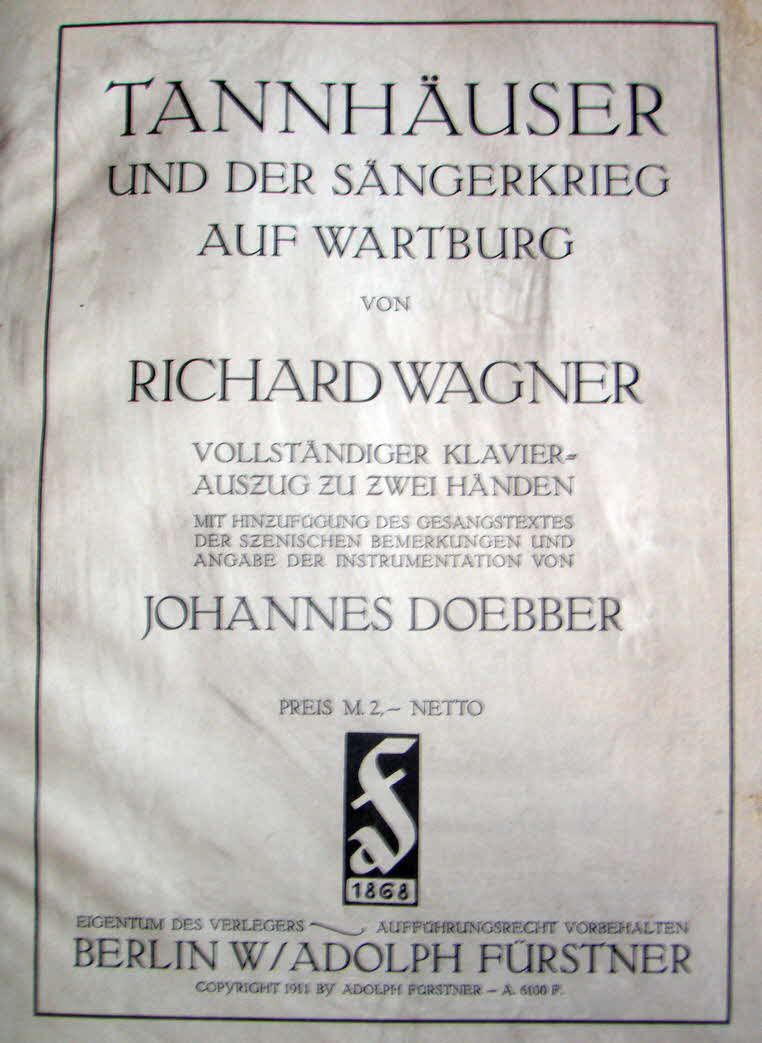 TANNHÄUSER
UND DER SÄNGERKRIEG
AUF WARTBURG
VON
RICHARD WAGNER
VOLLSTÄNDIGER KLAVIER=
AUSZUG ZU ZWEI HÄNDEN
MIT HINZUFÜGUNG DES GESANGSTEXTES
DER SZENISCHEN BEMERKUNGEN UND
ANGABE DER INSTRUMENTATION VON
JOHANNES DOEBBER
PREIS M. 2,— NETTO
aF
1868
EIGENTUM DES VERLEGERS AUFFÜHRUNGSRECHT VORBEHALTEN
BERLIN W/ADOLPH FÜRSTNER
COPYRIGHT 1911 BY ADOLPH FÜRSTNER — A. 6100 F.